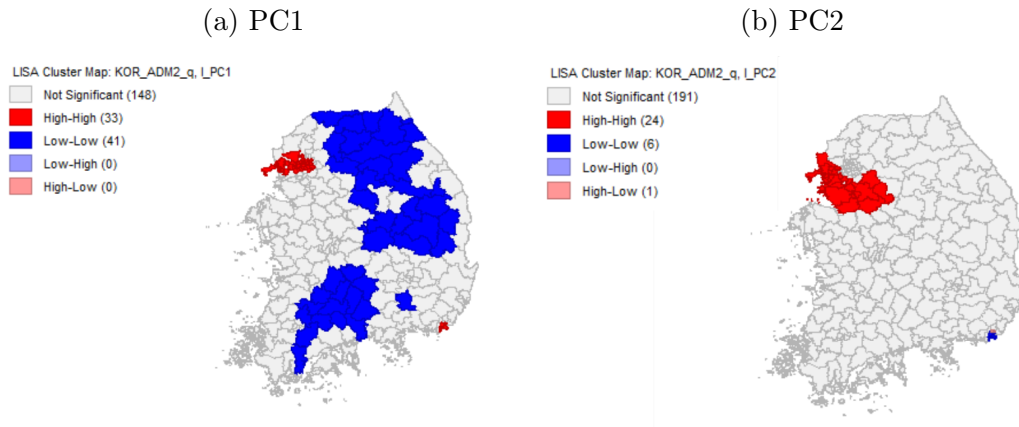 (a) PC1
LISA Cluster Map: KOR_ADM2_q, I_PC1
Not Significant (148)
High-High (33)
Low-Low (41)
Low-High (0)
High-Low (0)
(b) PC2
LISA Cluster Map: KOR_ADM2_q, I_PC2
Not Significant (191)
High-High (24)
Low-Low (6)
Low-High (0)
High-Low (1)